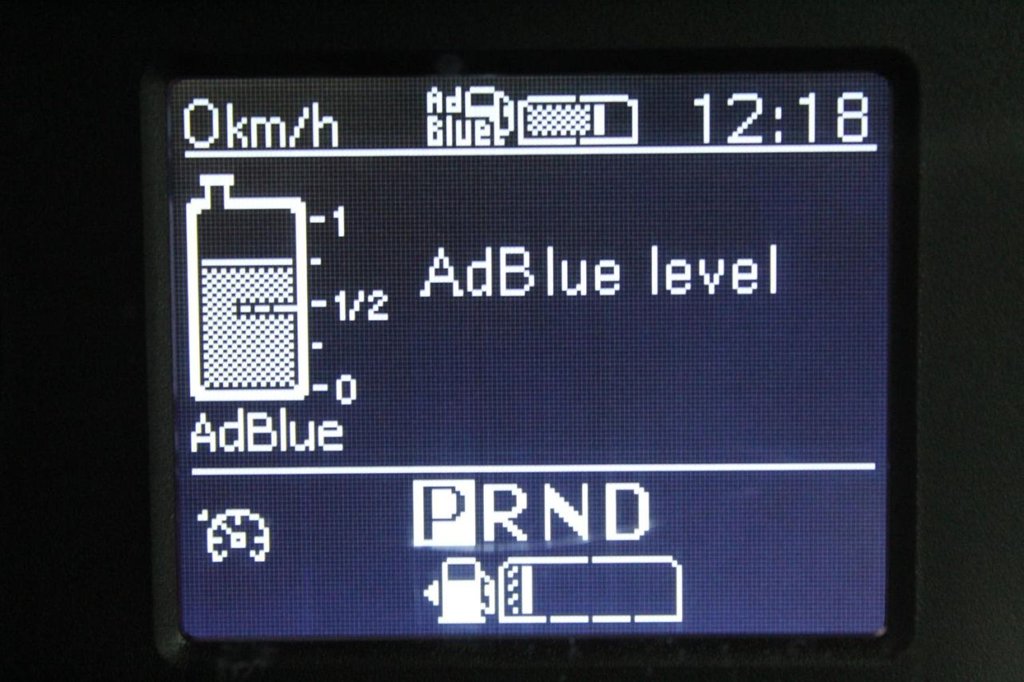 0km/h AdBlue 12:18
1
AdBlue level
1/2
0
AdBlue
PRND